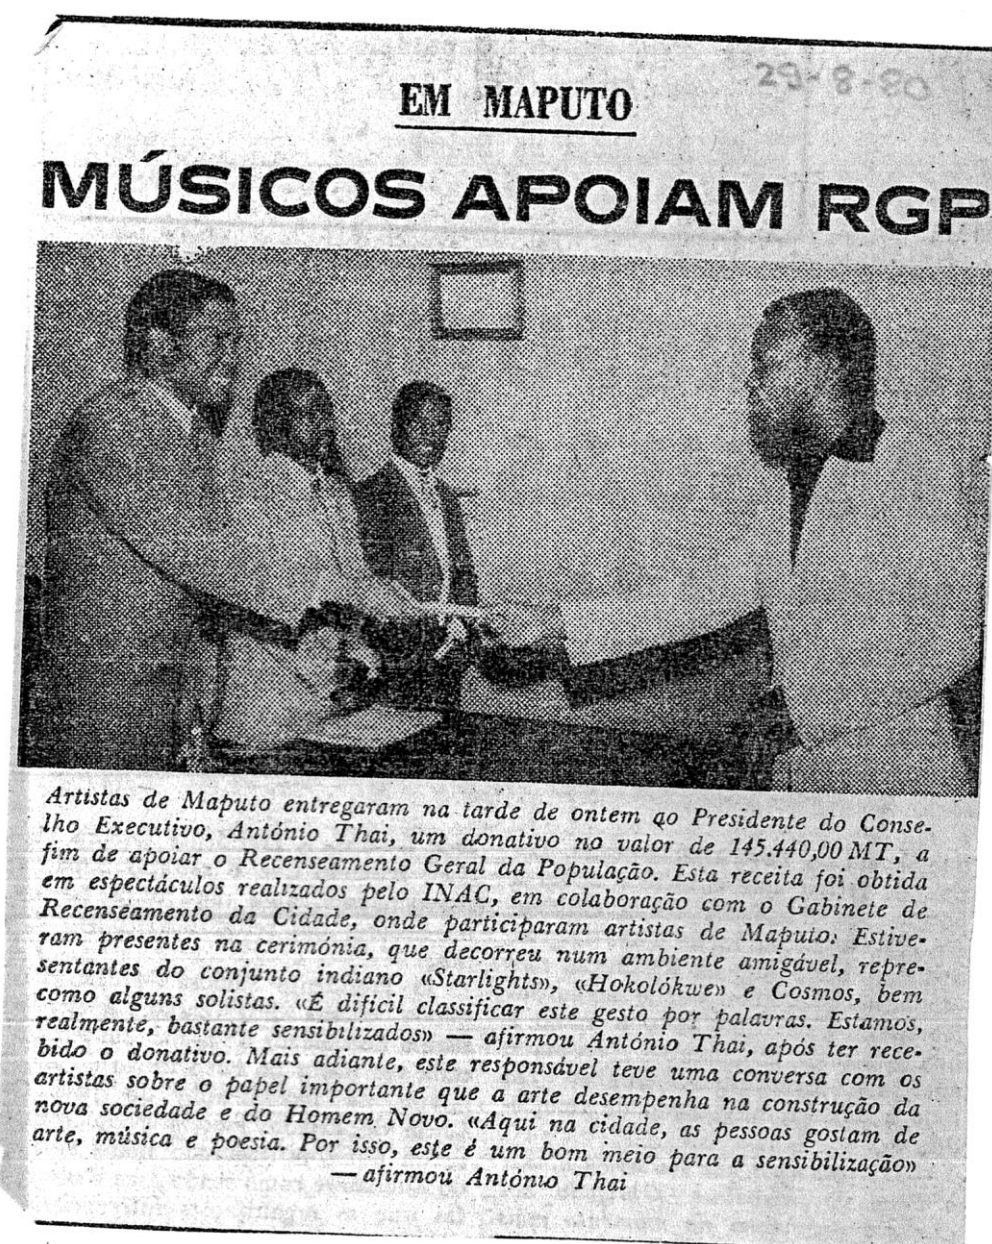 29-8-80
EM MAPUTO
MÚSICOS APOIAM RGP
Artistas de Maputo entregaram na tarde de ontem ao Presidente do Conse-
lho Executivo, António Thai, um donativo no valor de 145.440,00 MT, a
fim de apoiar o Recenseamento Geral da População. Esta receita foi obtida
em espectáculos realizados pelo INAC, em colaboração com o Gabinete de
Recenseamento da Cidade, onde participaram artistas de Maputo. Estive-
ram presentes na cerimónia, que decorreu num ambiente amigável, repre-
sentantes do conjunto indiano «Starlights», «Hokolókwe» e Cosmos, bem
como alguns solistas. «É difícil classificar este gesto por palavras. Estamos,
realmente, bastante sensibilizados» — afirmou António Thai, após ter rece-
bido o donativo. Mais adiante, este responsável teve uma conversa com os
artistas sobre o papel importante que a arte desempenha na construção da
nova sociedade e do Homem Novo. «Aqui na cidade, as pessoas gostam de
arte, música e poesia. Por isso, este é um bom meio para a sensibilização»
— afirmou António Thai